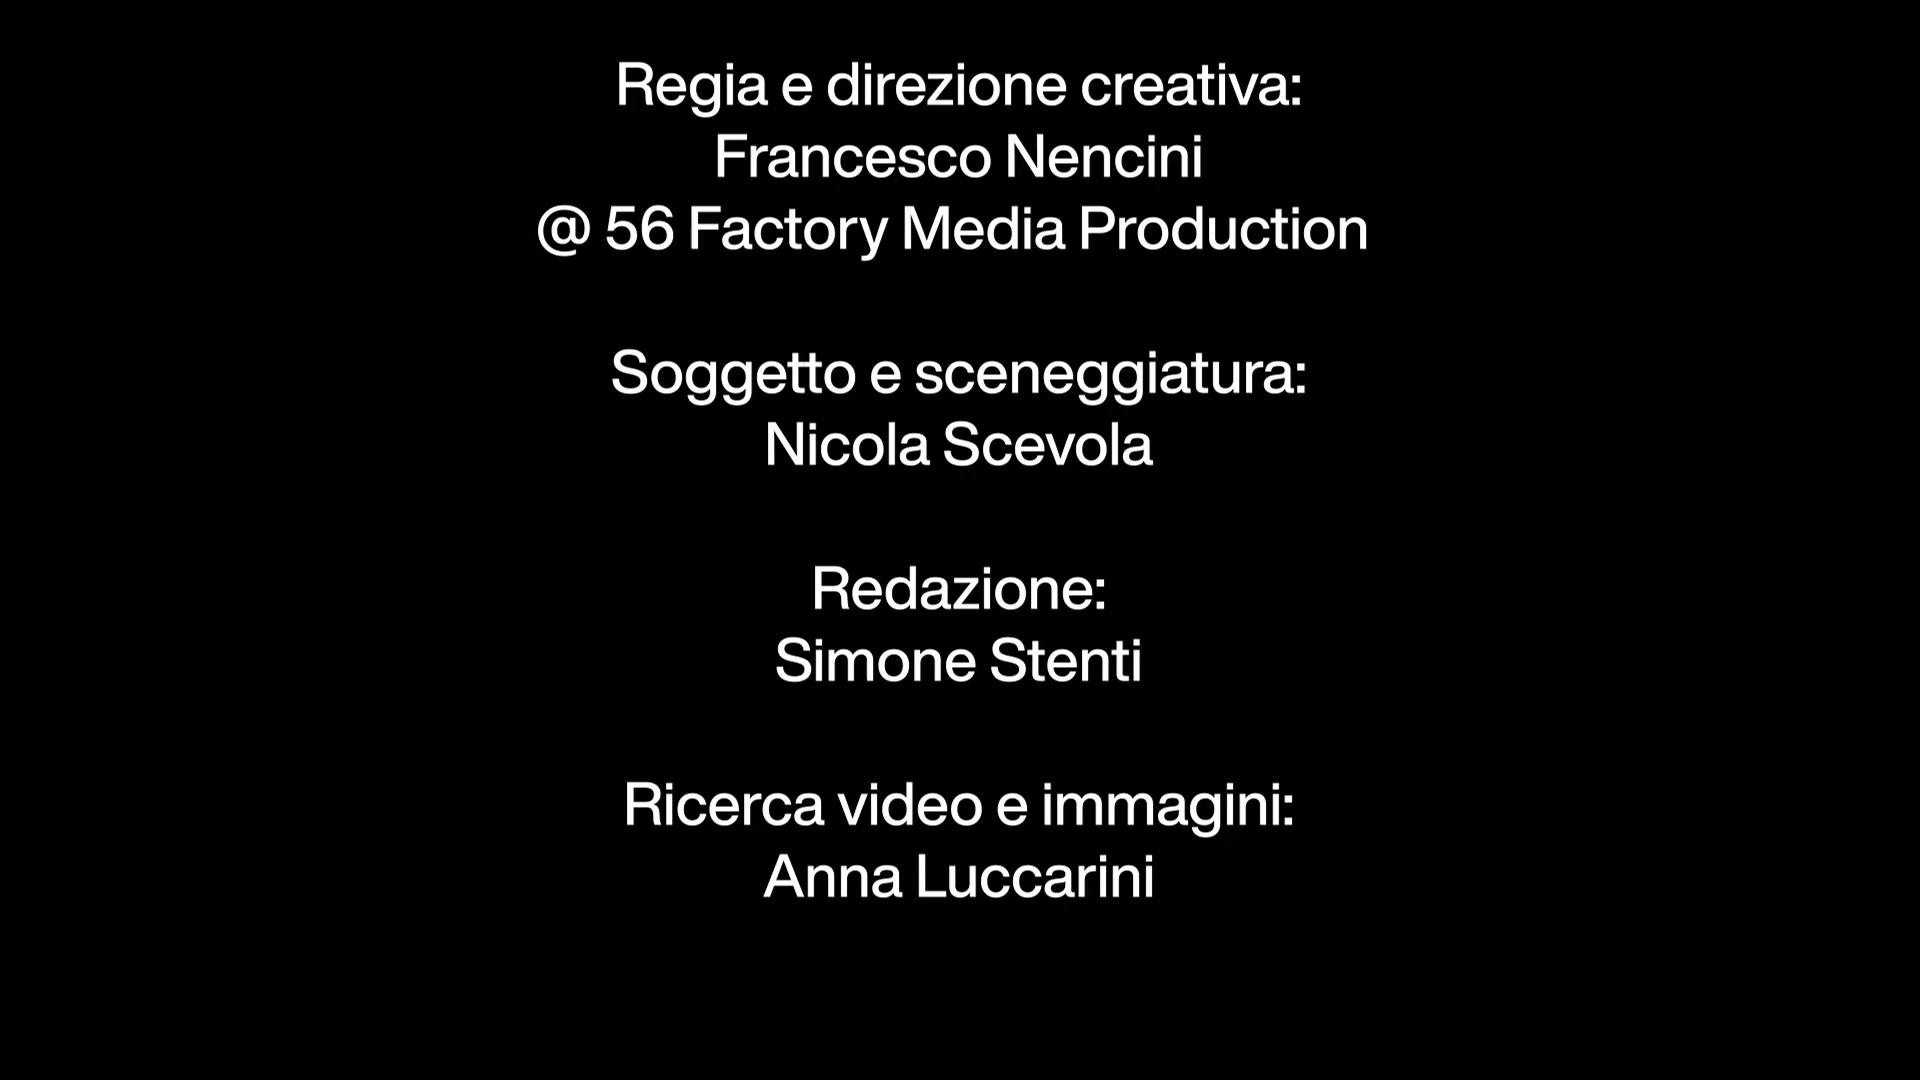 Regia e direzione creativa:
Francesco Nencini
@ 56 Factory Media Production
Soggetto e sceneggiatura:
Nicola Scevola
Redazione:
Simone Stenti
Ricerca video e immagini:
Anna Luccarini